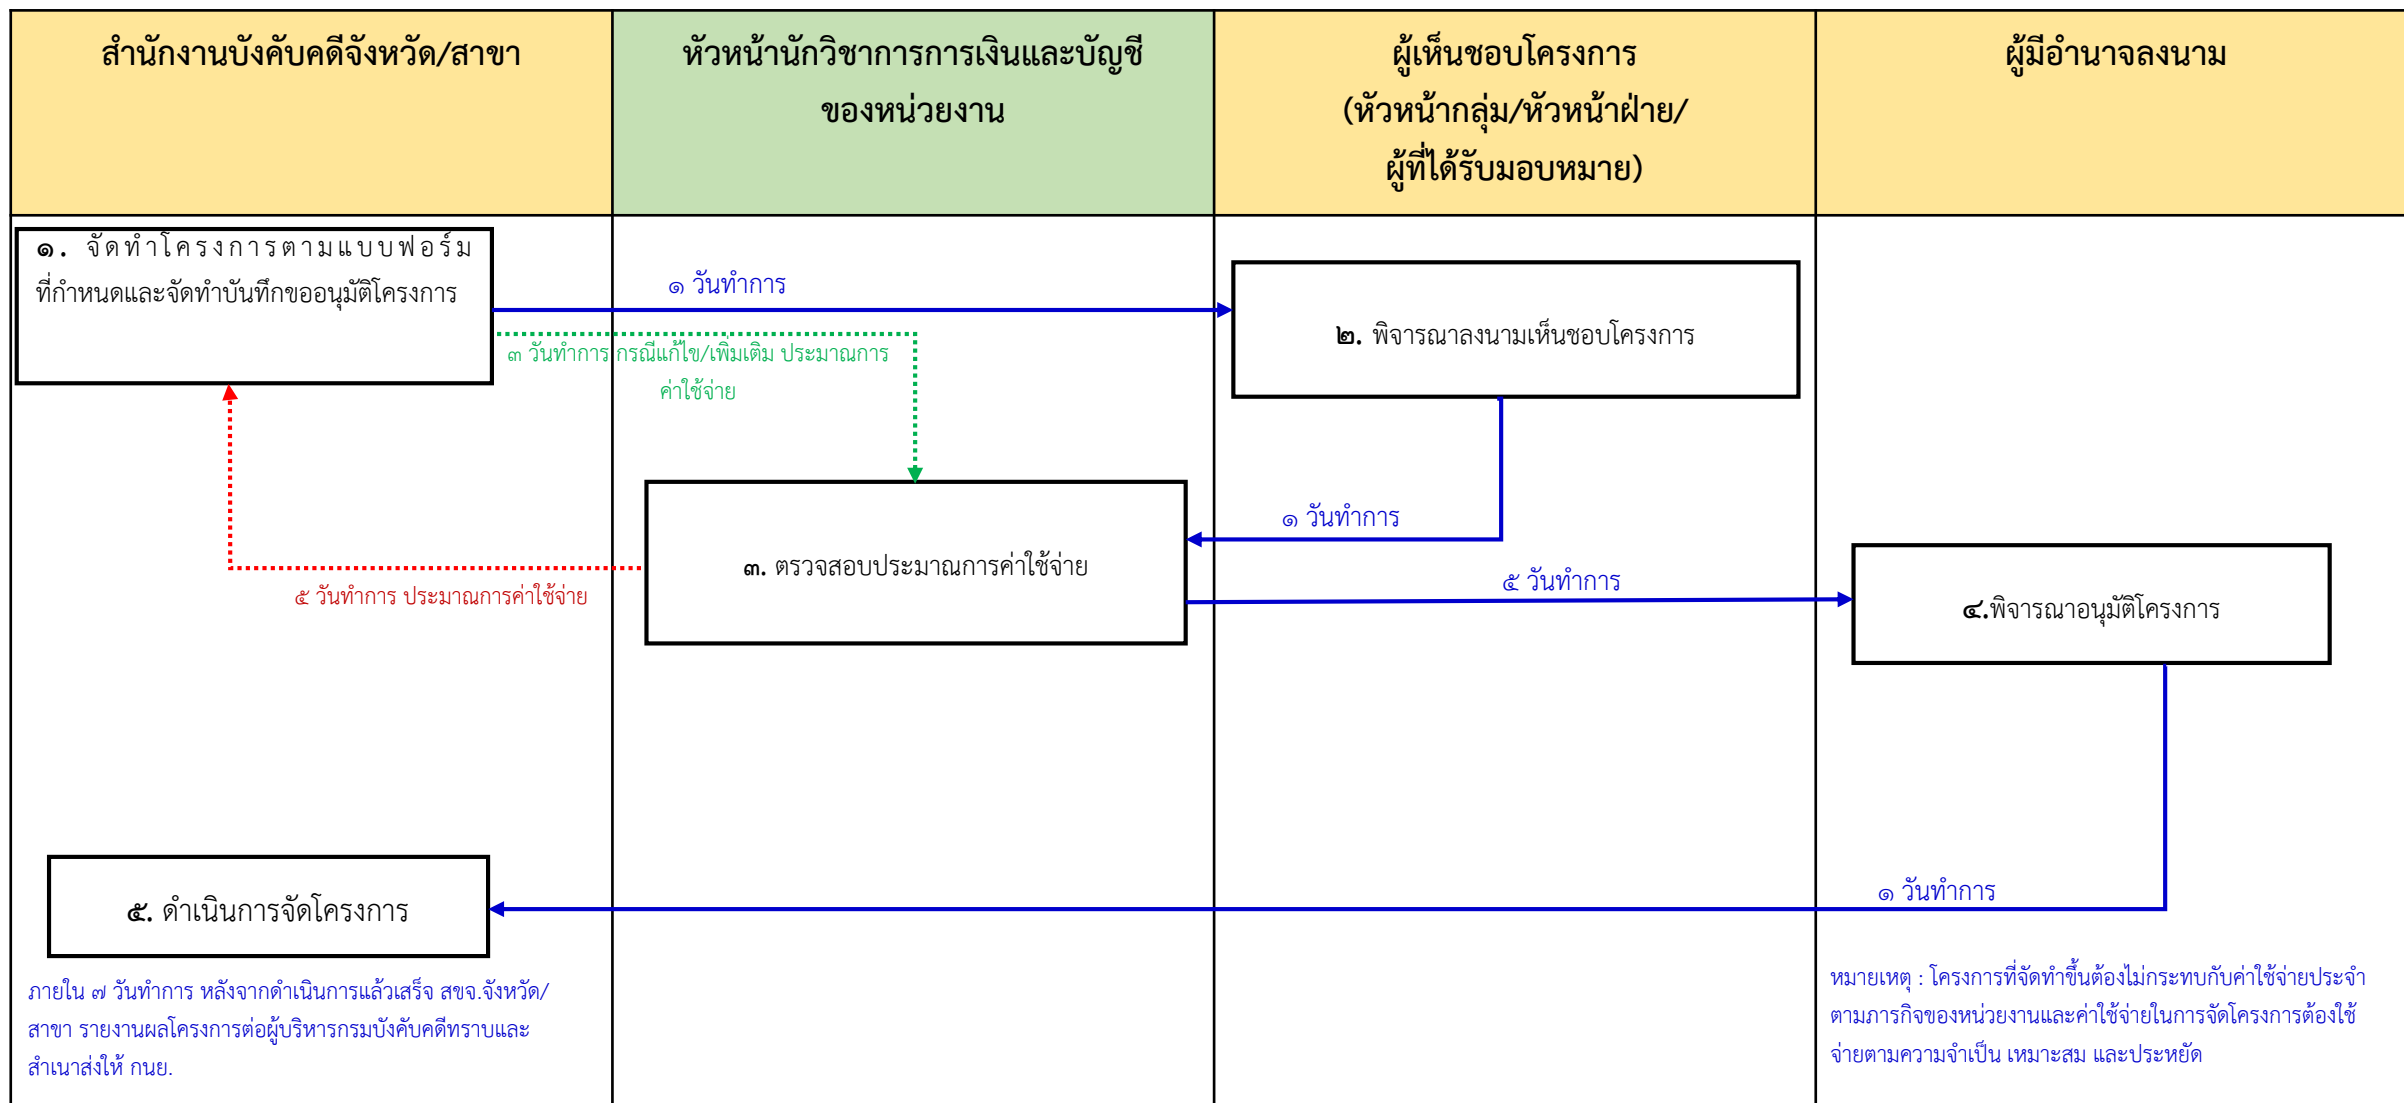 สำนักงานบังคับคดีจังหวัด/สาขา
หัวหน้านักวิชาการการเงินและบัญชี
ของหน่วยงาน
ผู้เห็นชอบโครงการ
(หัวหน้ากลุ่ม/หัวหน้าฝ่าย/
ผู้ที่ได้รับมอบหมาย)
ผู้มีอำนาจลงนาม
๑. จัดทำโครงการตามแบบฟอร์ม
ที่กำหนดและจัดทำบันทึกขออนุมัติโครงการ
๑ วันทำการ
๓ วันทำการ กรณีแก้ไข/เพิ่มเติม ประมาณการ
ค่าใช้จ่าย
๒. พิจารณาลงนามเห็นชอบโครงการ
๑ วันทำการ
๓. ตรวจสอบประมาณการค่าใช้จ่าย
๕ วันทำการ ประมาณการค่าใช้จ่าย
๕ วันทำการ
๔.พิจารณาอนุมัติโครงการ
๑ วันทำการ
๕. ดำเนินการจัดโครงการ
ภายใน ๗ วันทำการ หลังจากดำเนินการแล้วเสร็จ สขจ.จังหวัด/
สาขา รายงานผลโครงการต่อผู้บริหารกรมบังคับคดีทราบและ
สำเนาส่งให้ กนย.
หมายเหตุ : โครงการที่จัดทำขึ้นต้องไม่กระทบกับค่าใช้จ่ายประจำ
ตามภารกิจของหน่วยงานและค่าใช้จ่ายในการจัดโครงการต้องใช้
จ่ายตามความจำเป็น เหมาะสม และประหยัด